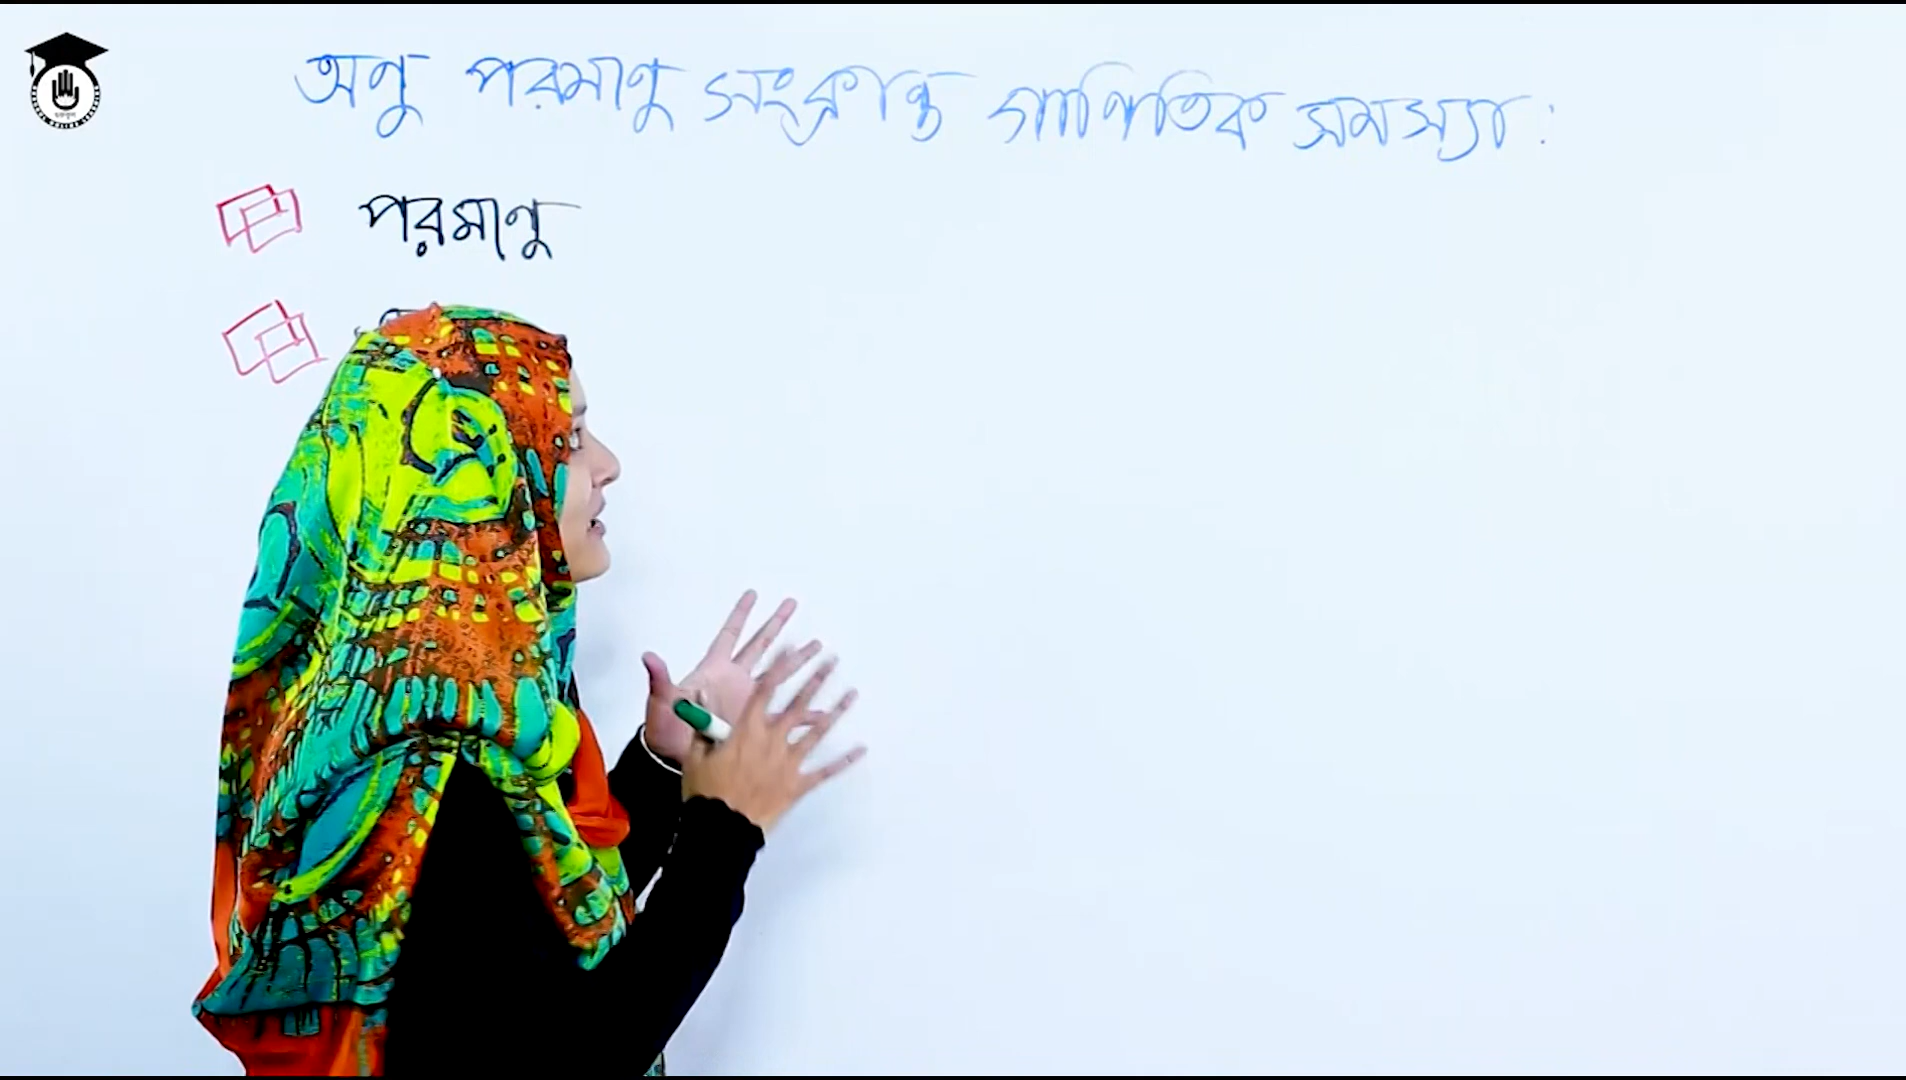 অণু পরমাণু সংক্রান্ত গাণিতিক সমস্যা :
পরমাণু